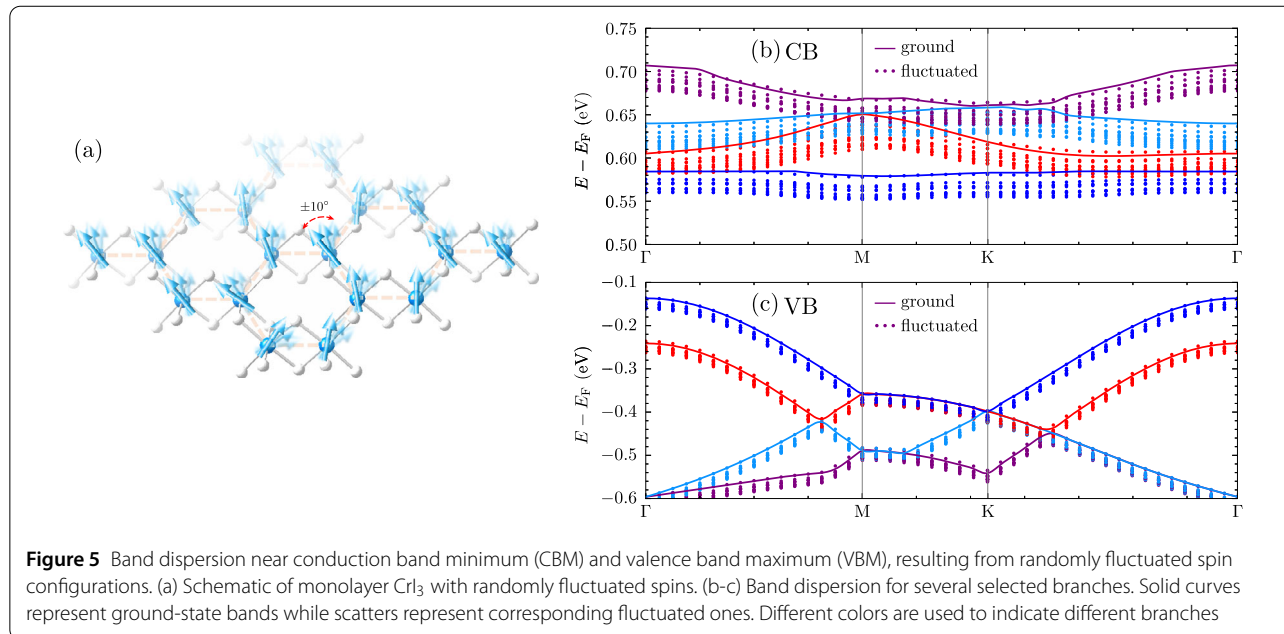 (a)
±10°
(b) CB
ground
fluctuated
0.75
0.70
0.65
0.60
0.55
0.50
E − E_F (eV)
Γ M K Γ
(c) VB
ground
fluctuated
−0.1
−0.2
−0.3
−0.4
−0.5
−0.6
E − E_F (eV)
Γ M K Γ
Figure 5 Band dispersion near conduction band minimum (CBM) and valence band maximum (VBM), resulting from randomly fluctuated spin
configurations. (a) Schematic of monolayer CrI₃ with randomly fluctuated spins. (b-c) Band dispersion for several selected branches. Solid curves
represent ground-state bands while scatters represent corresponding fluctuated ones. Different colors are used to indicate different branches